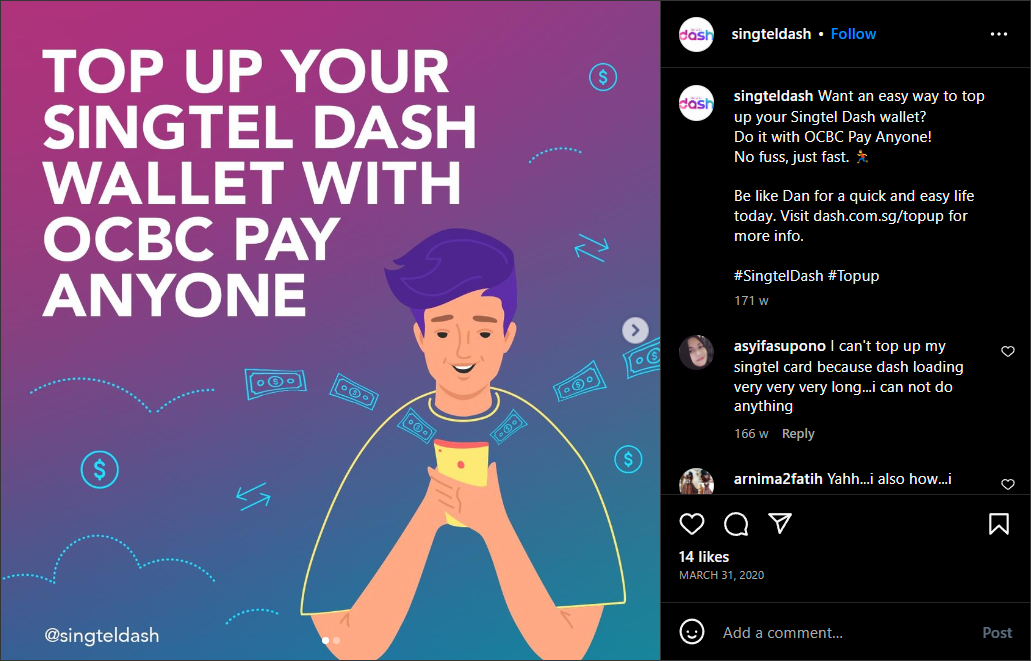 TOP UP YOUR
SINGTEL DASH
WALLET WITH
OCBC PAY
ANYONE
@singteldash
dash
singteldash • Follow
dash
singteldash Want an easy way to top
up your Singtel Dash wallet?
Do it with OCBC Pay Anyone!
No fuss, just fast. 🏃
Be like Dan for a quick and easy life
today. Visit dash.com.sg/topup for
more info.
#SingtelDash #Topup
171 w
asyifasupono I can't top up my
singtel card because dash loading
very very very long...i can not do
anything
166 w Reply
arnima2fatih Yahh...i also how...i
14 likes
MARCH 31, 2020
Add a comment...
Post